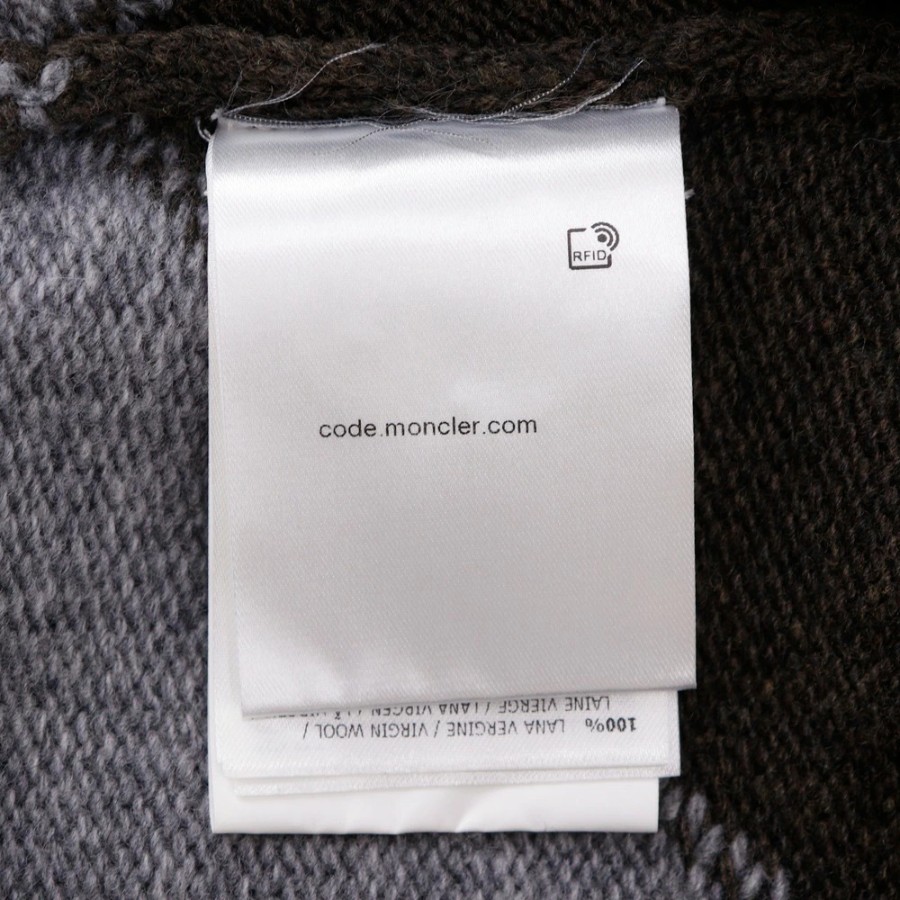 RFID
code.moncler.com
100% LANA VERGINE / VIRGIN WOOL /
LAINE VIERGE / LANA VIRGEN /